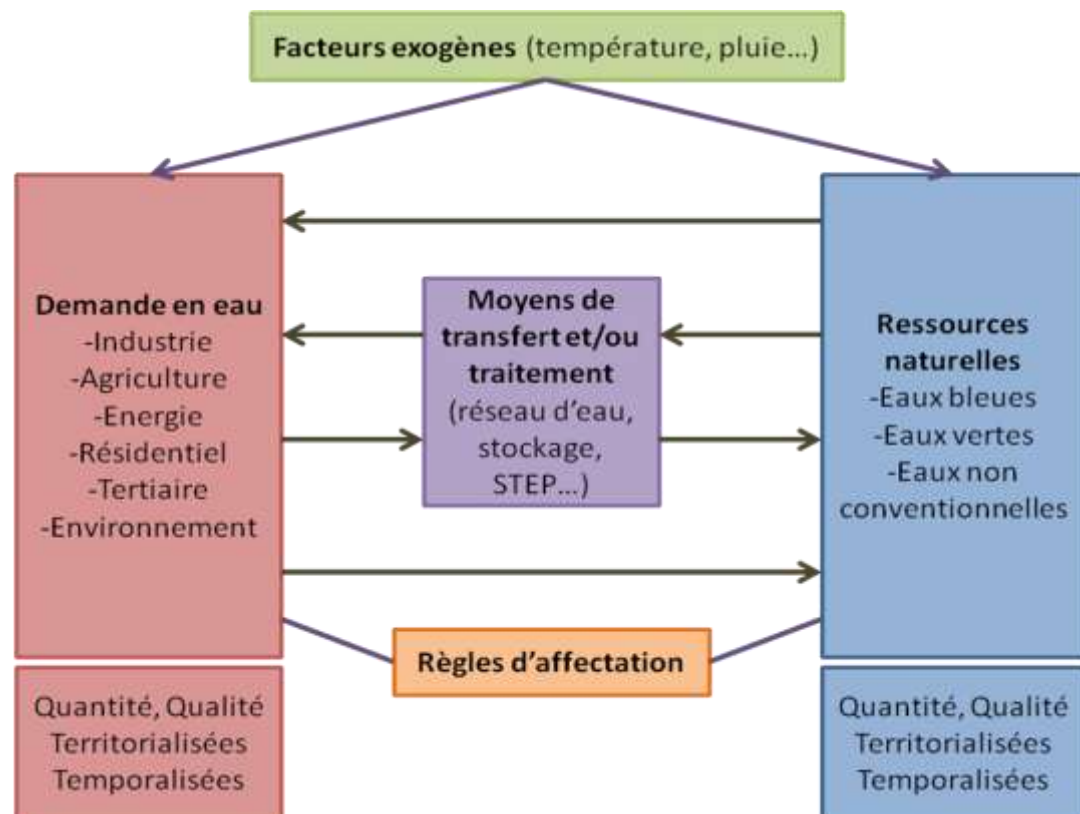 Facteurs exogènes (température, pluie...)
Demande en eau
-Industrie
-Agriculture
-Energie
-Résidentiel
-Tertiaire
-Environnement
Moyens de
transfert et/ou
traitement
(réseau d'eau,
stockage,
STEP...)
Ressources
naturelles
-Eaux bleues
-Eaux vertes
-Eaux non
conventionnelles
Règles d'affectation
Quantité, Qualité
Territorialisées
Temporalisées
Quantité, Qualité
Territorialisées
Temporalisées